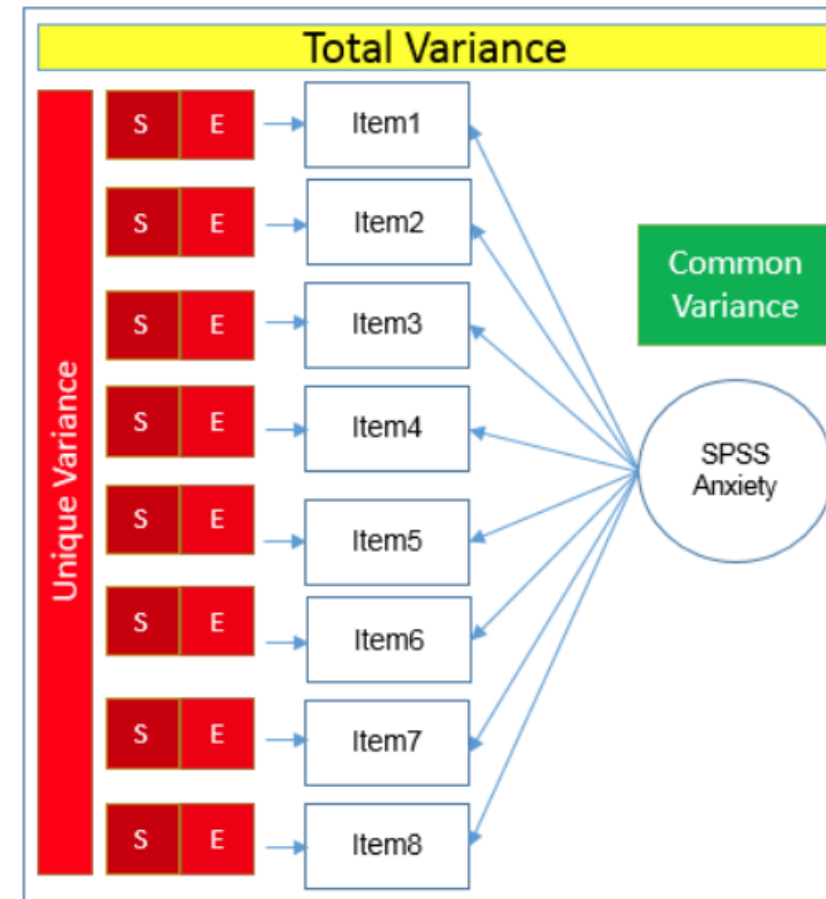 Total Variance
Unique Variance
S E Item1
S E Item2
S E Item3
S E Item4
S E Item5
S E Item6
S E Item7
S E Item8
Common
Variance
SPSS
Anxiety